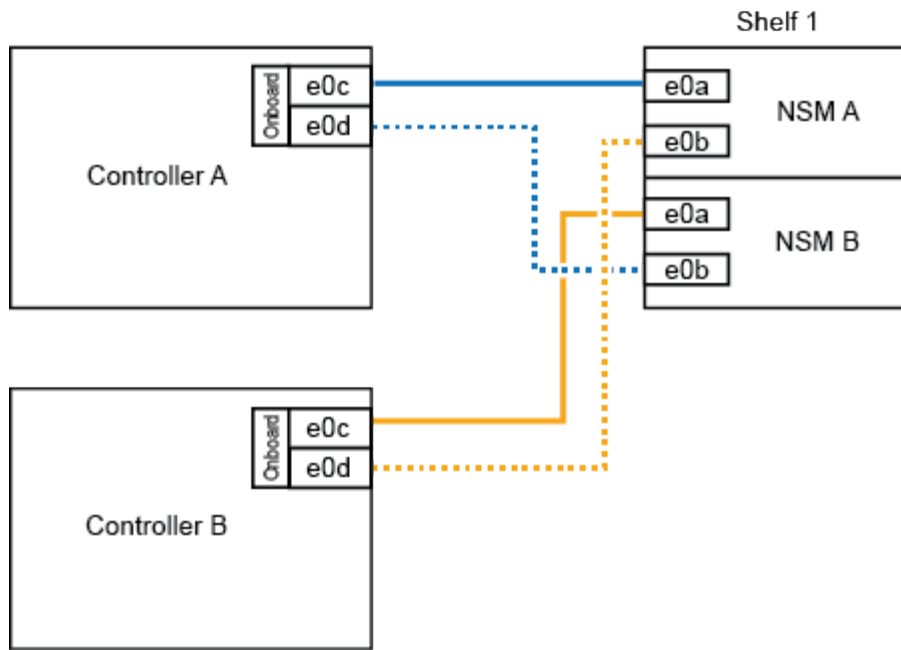 Shelf 1
Onboard
e0c
e0d
Controller A
e0a
NSM A
e0b
e0a
NSM B
e0b
Onboard
e0c
e0d
Controller B